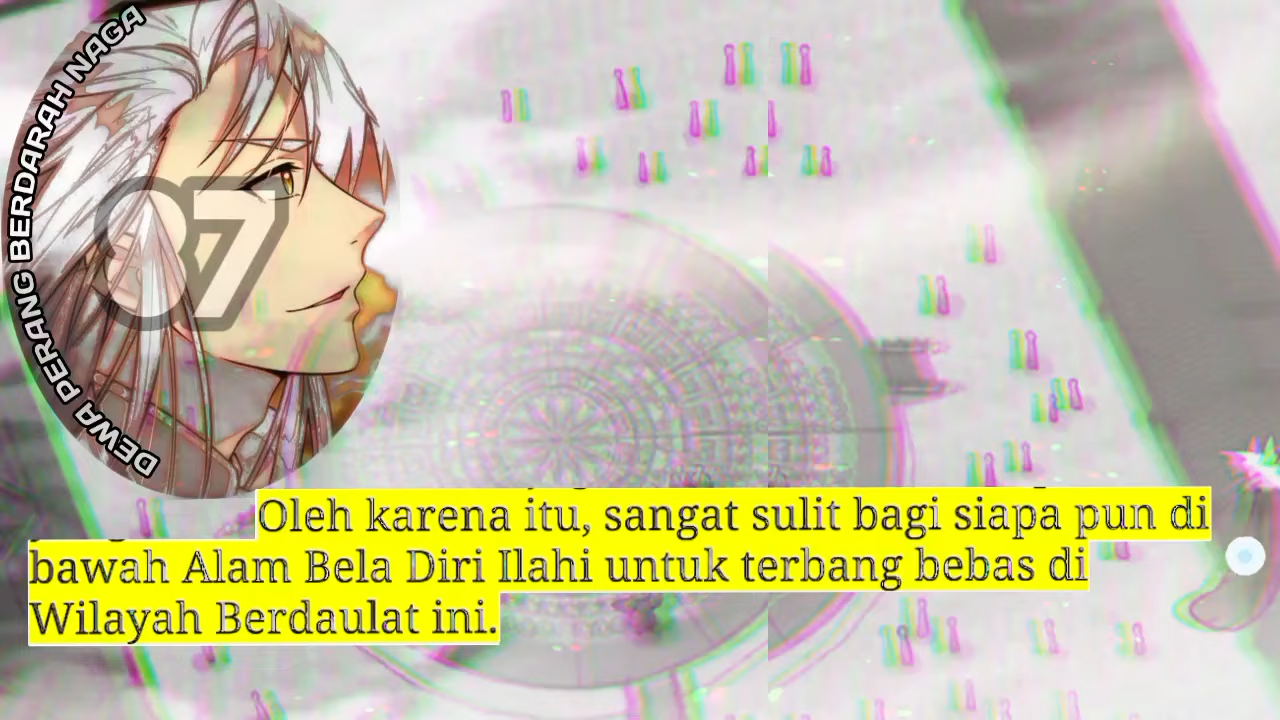 DEWA PERANG BERDARAH NAGA
87
Oleh karena itu, sangat sulit bagi siapa pun di
bawah Alam Bela Diri Ilahi untuk terbang bebas di
Wilayah Berdaulat ini.